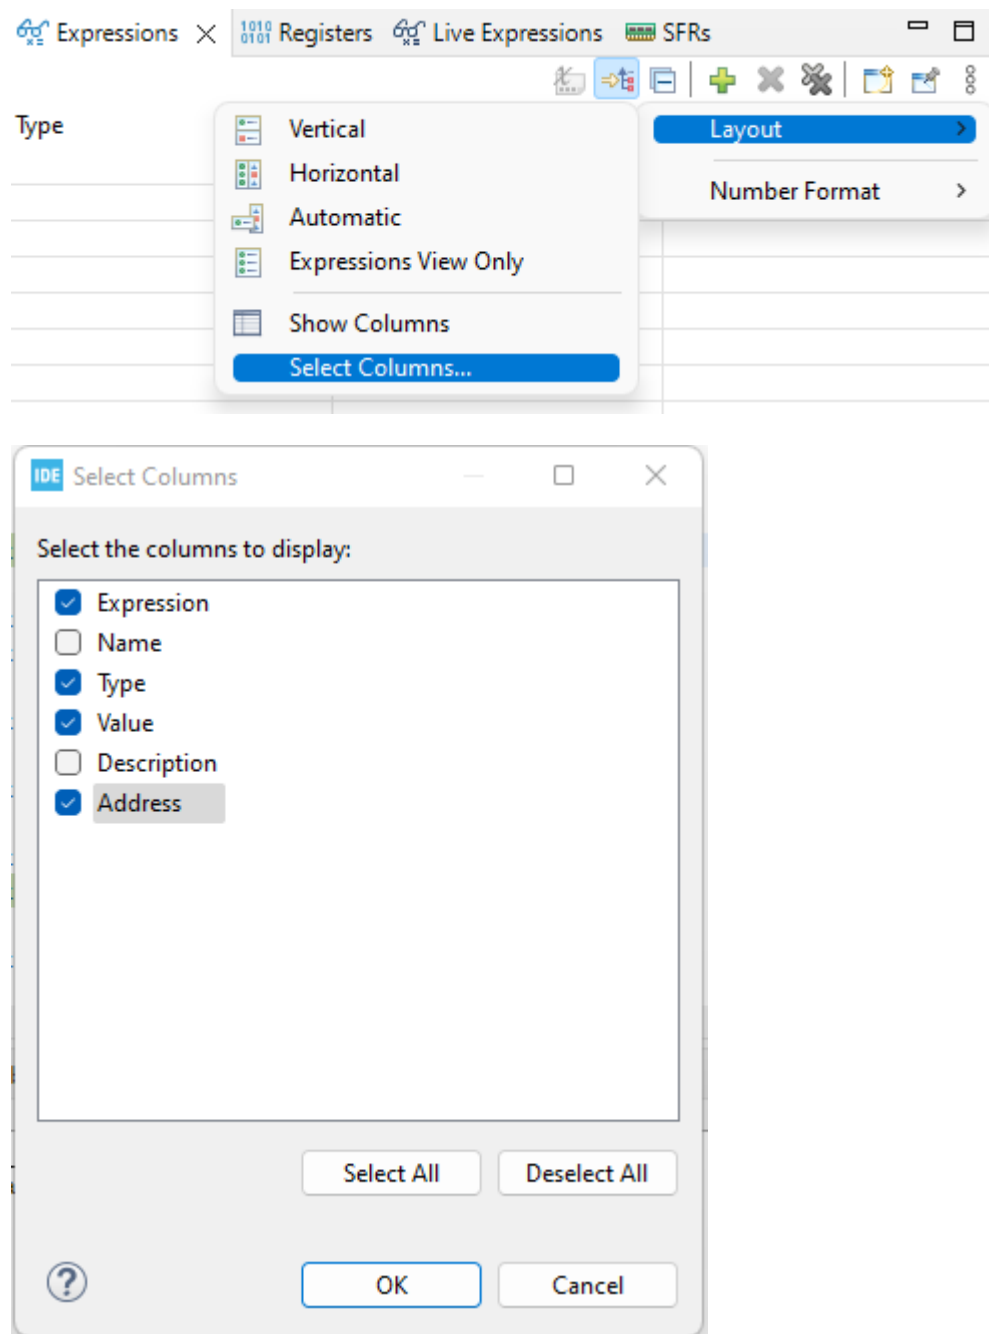 Expressions
1010
0101
Registers
Live Expressions
SFRs
Type
Vertical
Horizontal
Automatic
Expressions View Only
Show Columns
Select Columns...
Layout
Number Format
IDE Select Columns
Select the columns to display:
Expression
Name
Type
Value
Description
Address
Select All
Deselect All
?
OK
Cancel